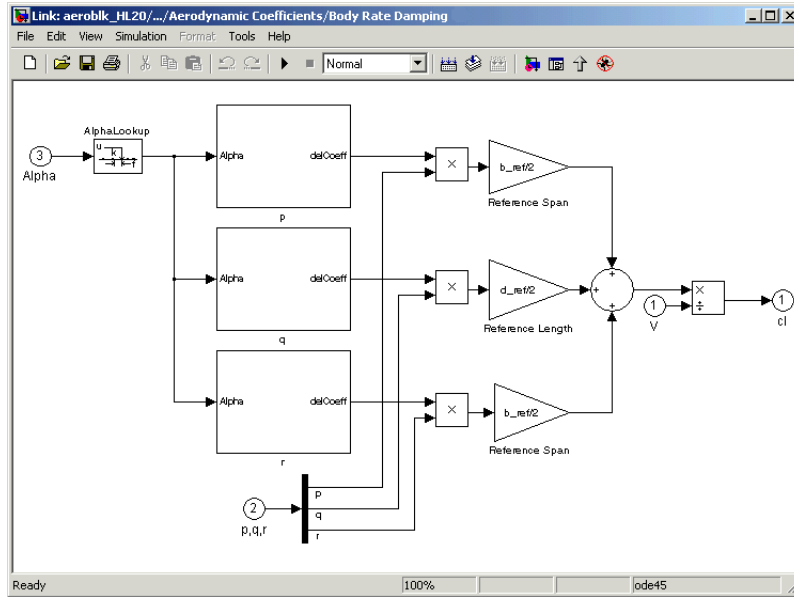 Link: aeroblk_HL20/.../Aerodynamic Coefficients/Body Rate Damping
File Edit View Simulation Format Tools Help
Normal
AlphaLookup
u
k
f
3
Alpha
Alpha
delCoeff
p
×
b_ref/2
Reference Span
Alpha
delCoeff
q
×
d_ref/2
Reference Length
+
+
+
1
V
×
÷
1
cl
Alpha
delCoeff
r
×
b_ref/2
Reference Span
2
p,q,r
p
q
r
Ready
100%
ode45